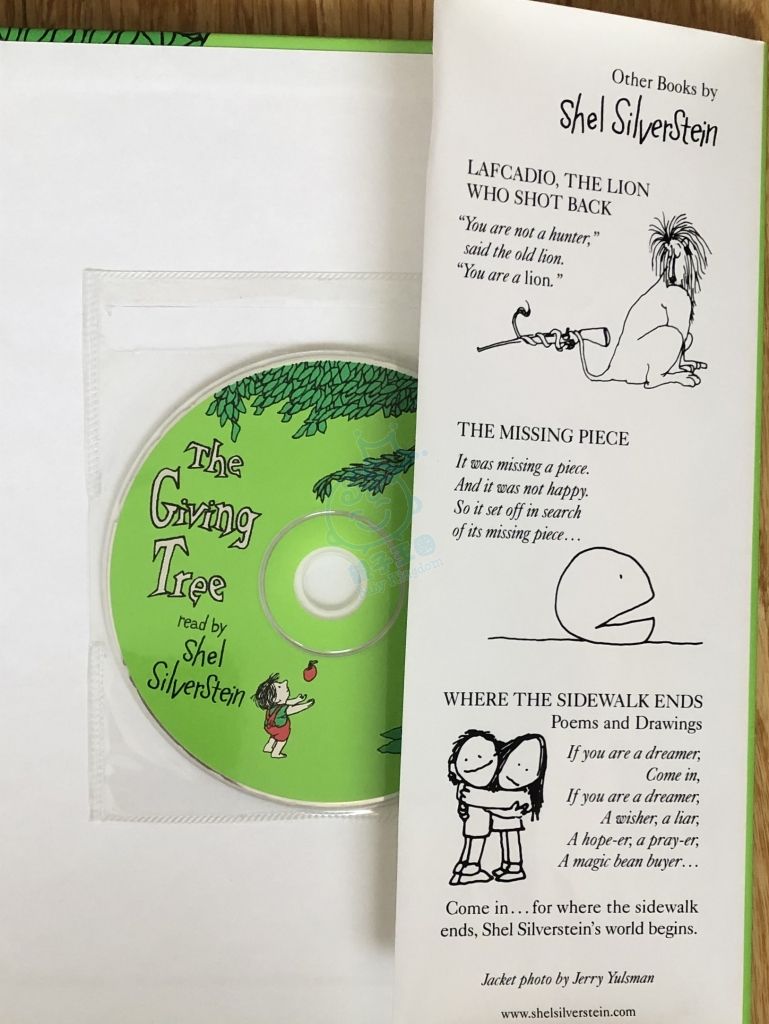 The
Giving
Tree
read by
Shel
Silverstein
Other Books by
Shel Silverstein
LAFCADIO, THE LION
WHO SHOT BACK
“You are not a hunter,”
said the old lion.
“You are a lion.”
THE MISSING PIECE
It was missing a piece.
And it was not happy.
So it set off in search
of its missing piece…
WHERE THE SIDEWALK ENDS
Poems and Drawings
If you are a dreamer,
Come in,
If you are a dreamer,
A wisher, a liar,
A hope-er, a pray-er,
A magic bean buyer…
Come in…for where the sidewalk
ends, Shel Silverstein’s world begins.
Jacket photo by Jerry Yulsman
www.shelsilverstein.com